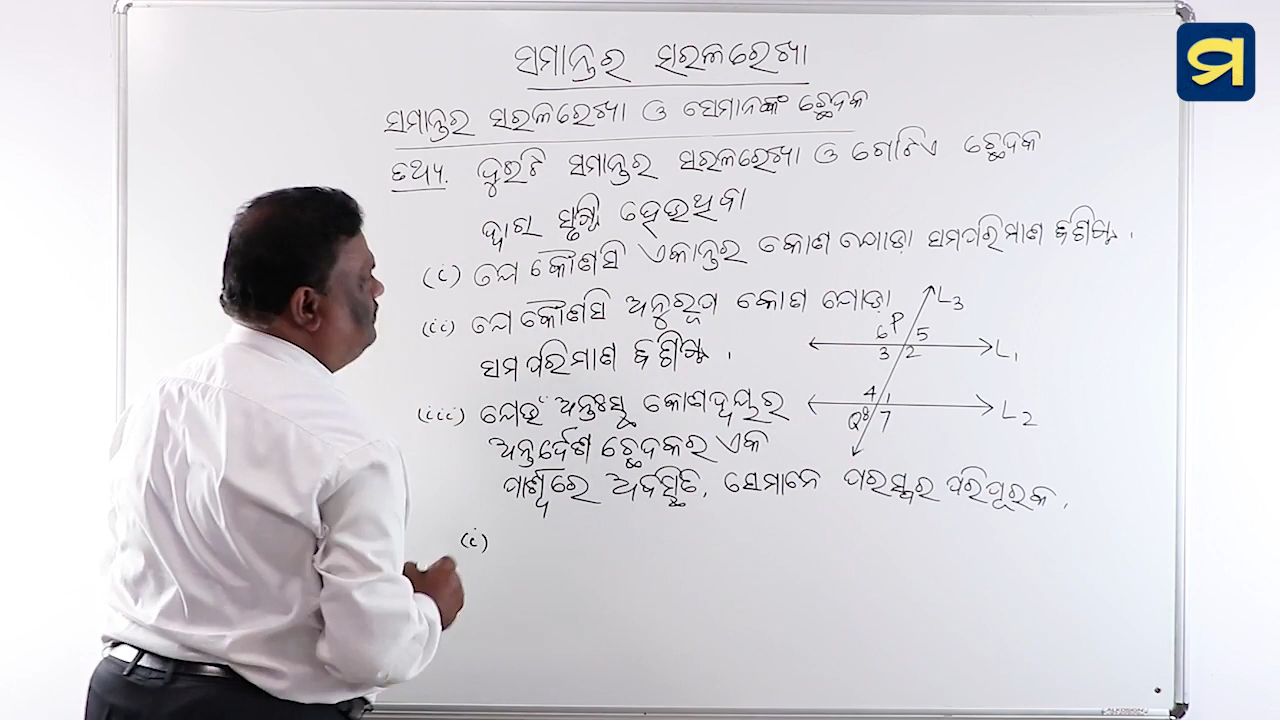 ସମାନ୍ତର ସରଳରେଖା
ସମାନ୍ତର ସରଳରେଖା ଓ ସେମାନଙ୍କ ଛେଦକ
ତଥ୍ୟ. ଦୁଇଟି ସମାନ୍ତର ସରଳରେଖା ଓ ଗୋଟିଏ ଛେଦକ
ଦ୍ୱାରା ସୃଷ୍ଟି ହେଉଥିବା
(i) ଯେ କୌଣସି ଏକାନ୍ତର କୋଣ ଯୋଡ଼ା ସମପରିମାଣ ବିଶିଷ୍ଟ.
(ii) ଯେ କୌଣସି ଅନୁରୂପ କୋଣ ଯୋଡ଼ା
ସମପରିମାଣ ବିଶିଷ୍ଟ.
(iii) ଯେଉଁ ଅନ୍ତଃସ୍ଥ କୋଣଦ୍ୱୟର
ଅନ୍ତର୍ଦେଶ ଛେଦକର ଏକ
ପାର୍ଶ୍ୱରେ ଅବସ୍ଥିତ, ସେମାନେ ପରସ୍ପର ପରିପୂରକ.
(i)
L3
P
6 5
3 2
L1
4 1
Q 8 7
L2
ମ